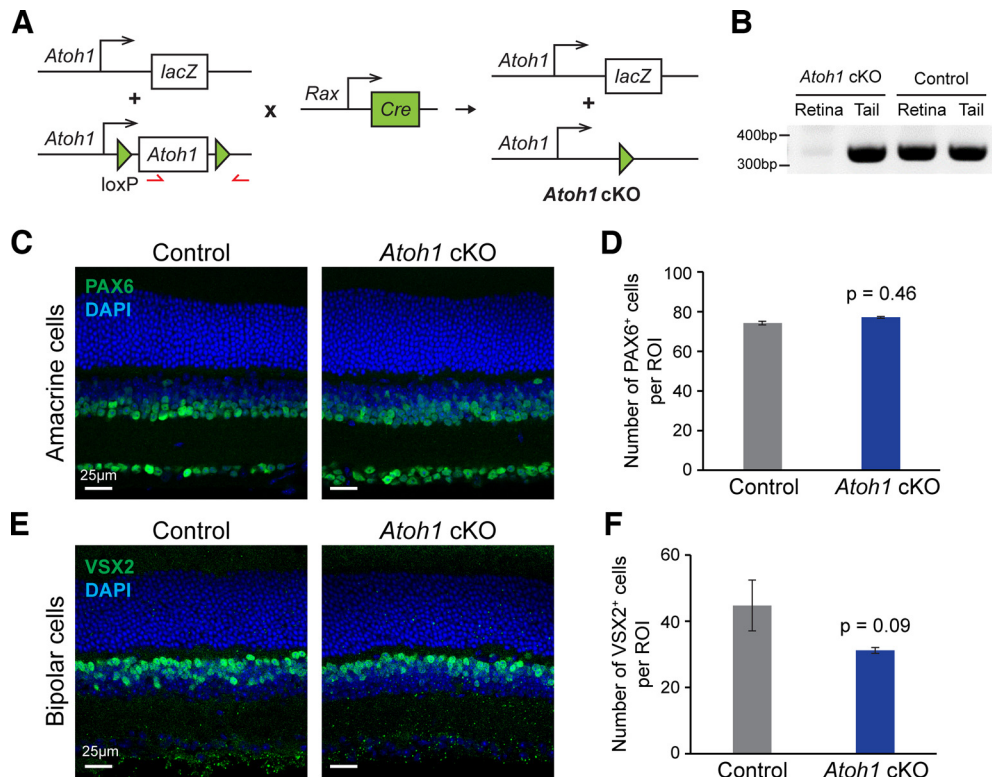 A
Atoh1
lacZ
+
Atoh1
Atoh1
loxP
x
Rax
Cre
Atoh1
lacZ
+
Atoh1
Atoh1 cKO
B
Atoh1 cKO Control
Retina Tail Retina Tail
400bp
300bp
C
Control Atoh1 cKO
Amacrine cells
PAX6
DAPI
25µm
D
Number of PAX6+ cells
per ROI
100
80
60
40
20
0
p = 0.46
Control Atoh1 cKO
E
Control Atoh1 cKO
Bipolar cells
VSX2
DAPI
25µm
F
Number of VSX2+ cells
per ROI
60
40
20
0
p = 0.09
Control Atoh1 cKO